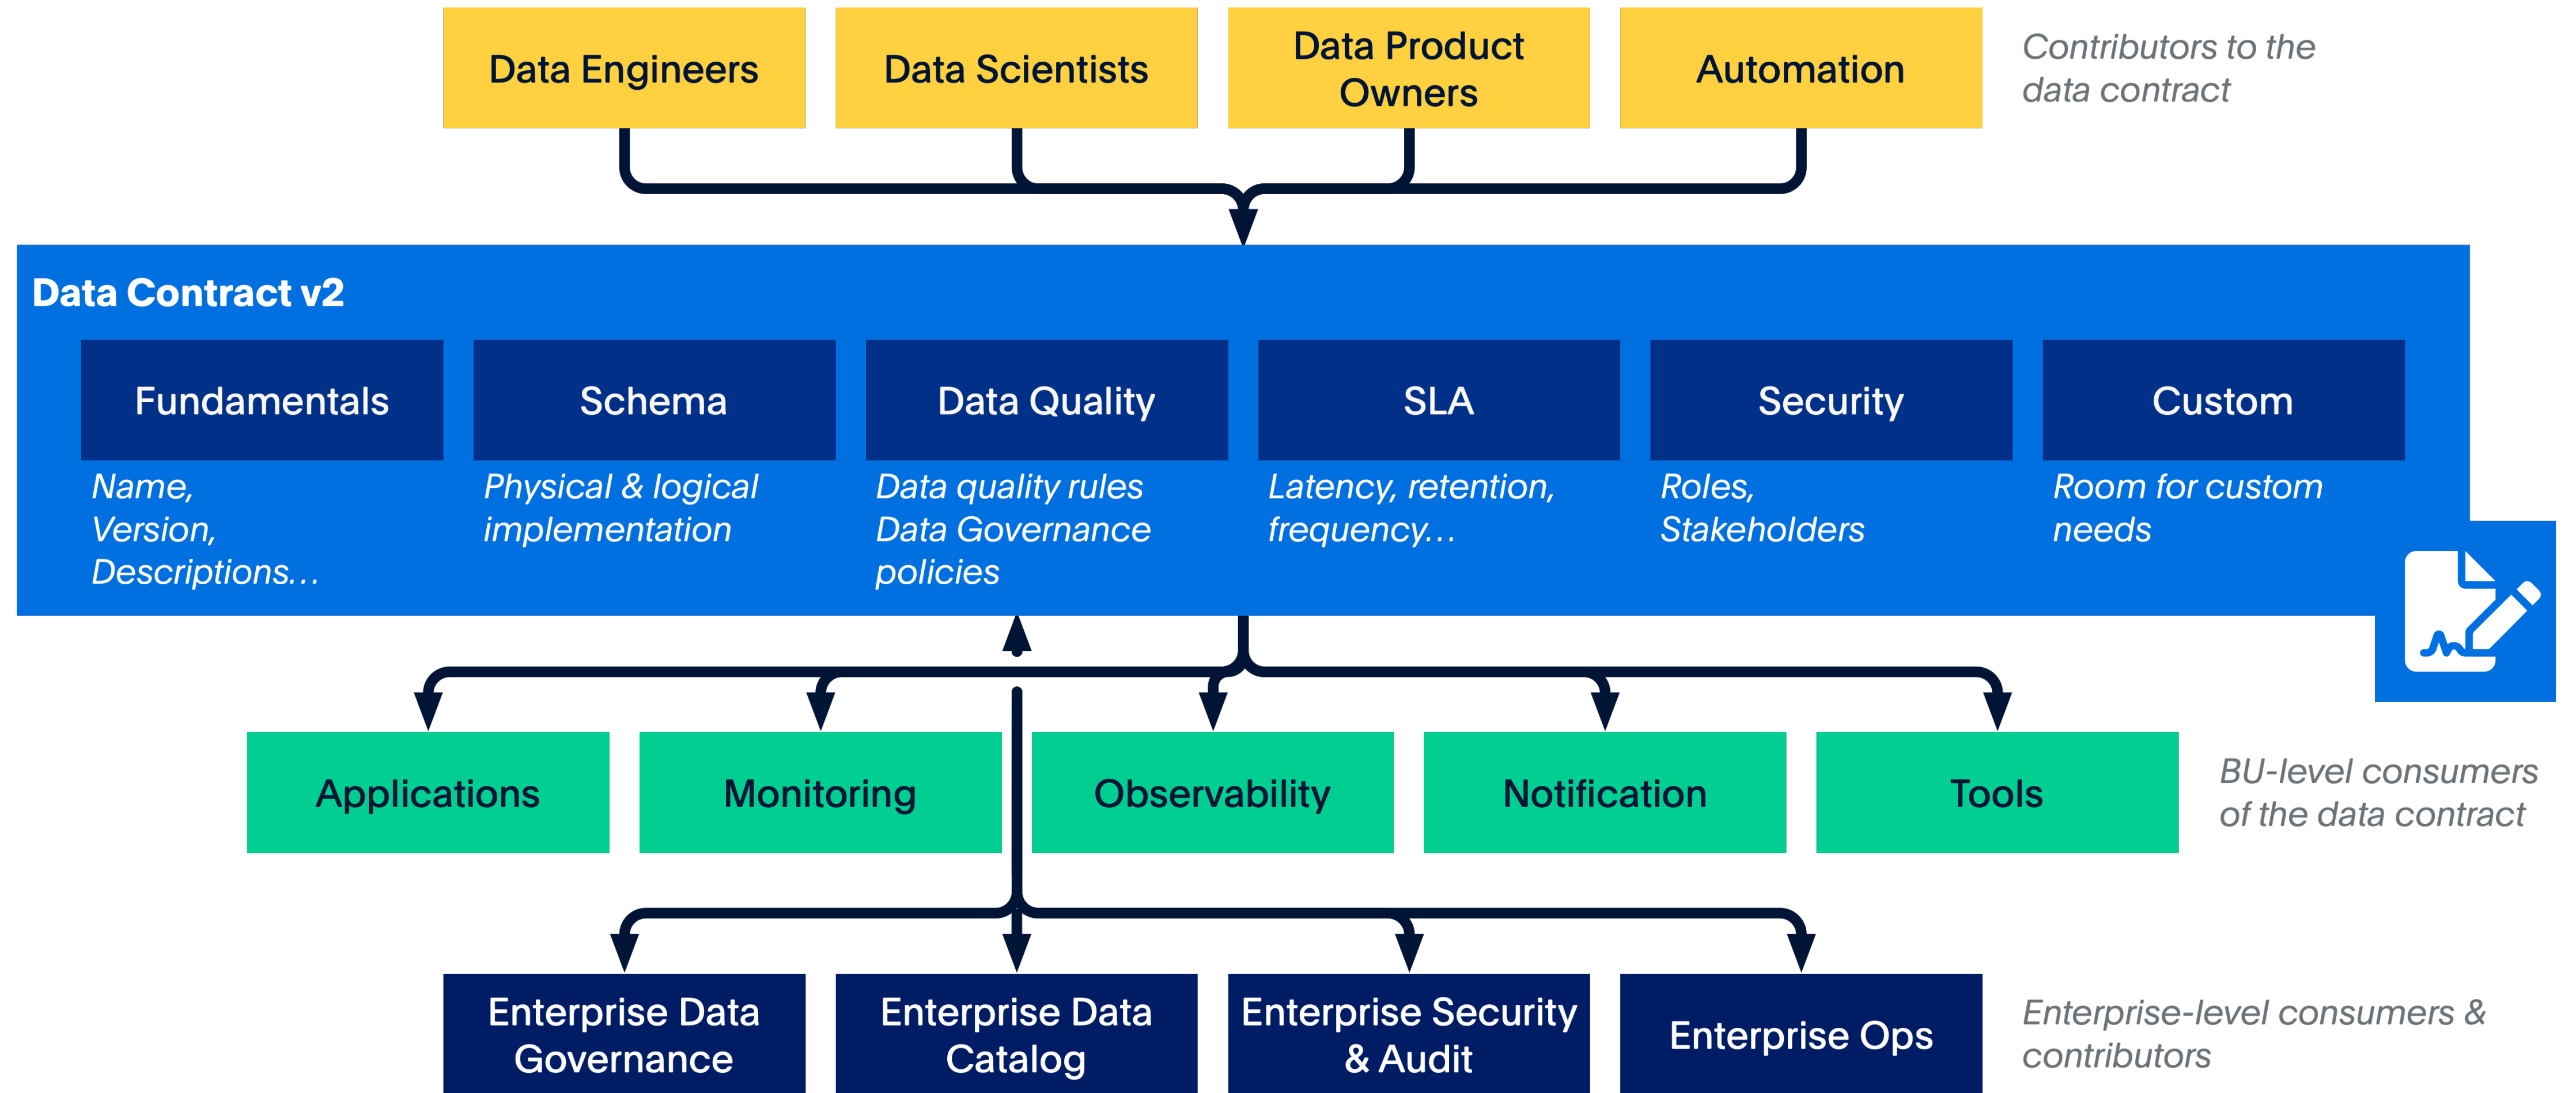 Data Engineers
Data Scientists
Data Product
Owners
Automation
Contributors to the
data contract
Data Contract v2
Fundamentals
Name,
Version,
Descriptions...
Schema
Physical & logical
implementation
Data Quality
Data quality rules
Data Governance
policies
SLA
Latency, retention,
frequency...
Security
Roles,
Stakeholders
Custom
Room for custom
needs
Applications
Monitoring
Observability
Notification
Tools
BU-level consumers
of the data contract
Enterprise Data
Governance
Enterprise Data
Catalog
Enterprise Security
& Audit
Enterprise Ops
Enterprise-level consumers &
contributors